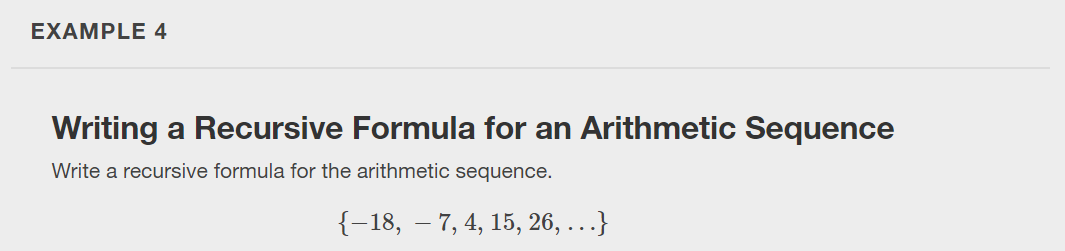 EXAMPLE 4
Writing a Recursive Formula for an Arithmetic Sequence
Write a recursive formula for the arithmetic sequence.
{−18, − 7, 4, 15, 26, …}